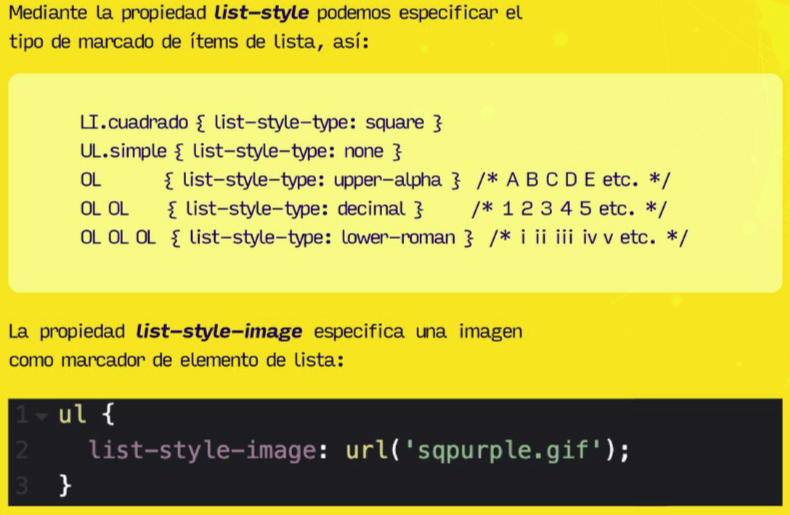 Mediante la propiedad list-style podemos especificar el
tipo de marcado de ítems de lista, así:
LI.cuadrado { list-style-type: square }
UL.simple { list-style-type: none }
OL { list-style-type: upper-alpha } /* A B C D E etc. */
OL OL { list-style-type: decimal } /* 1 2 3 4 5 etc. */
OL OL OL { list-style-type: lower-roman } /* i ii iii iv v etc. */
La propiedad list-style-image especifica una imagen
como marcador de elemento de lista:
1 ul {
2 list-style-image: url('sqpurple.gif');
3 }